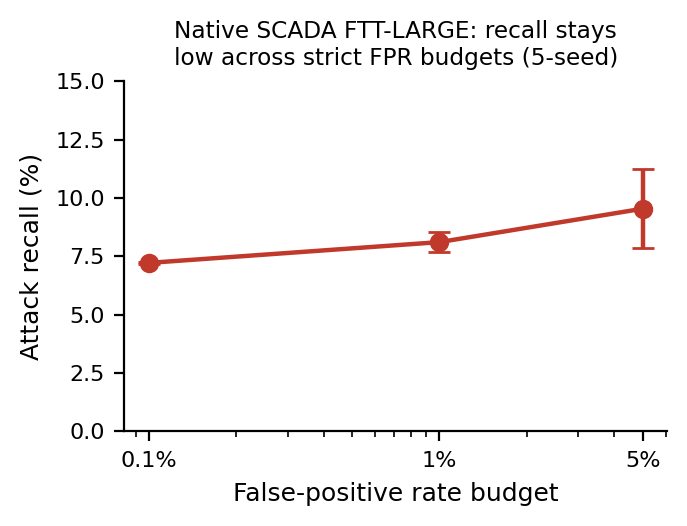 Native SCADA FTT-LARGE: recall stays
low across strict FPR budgets (5-seed)
15.0
12.5
10.0
7.5
5.0
2.5
0.0
Attack recall (%)
0.1%
1%
5%
False-positive rate budget